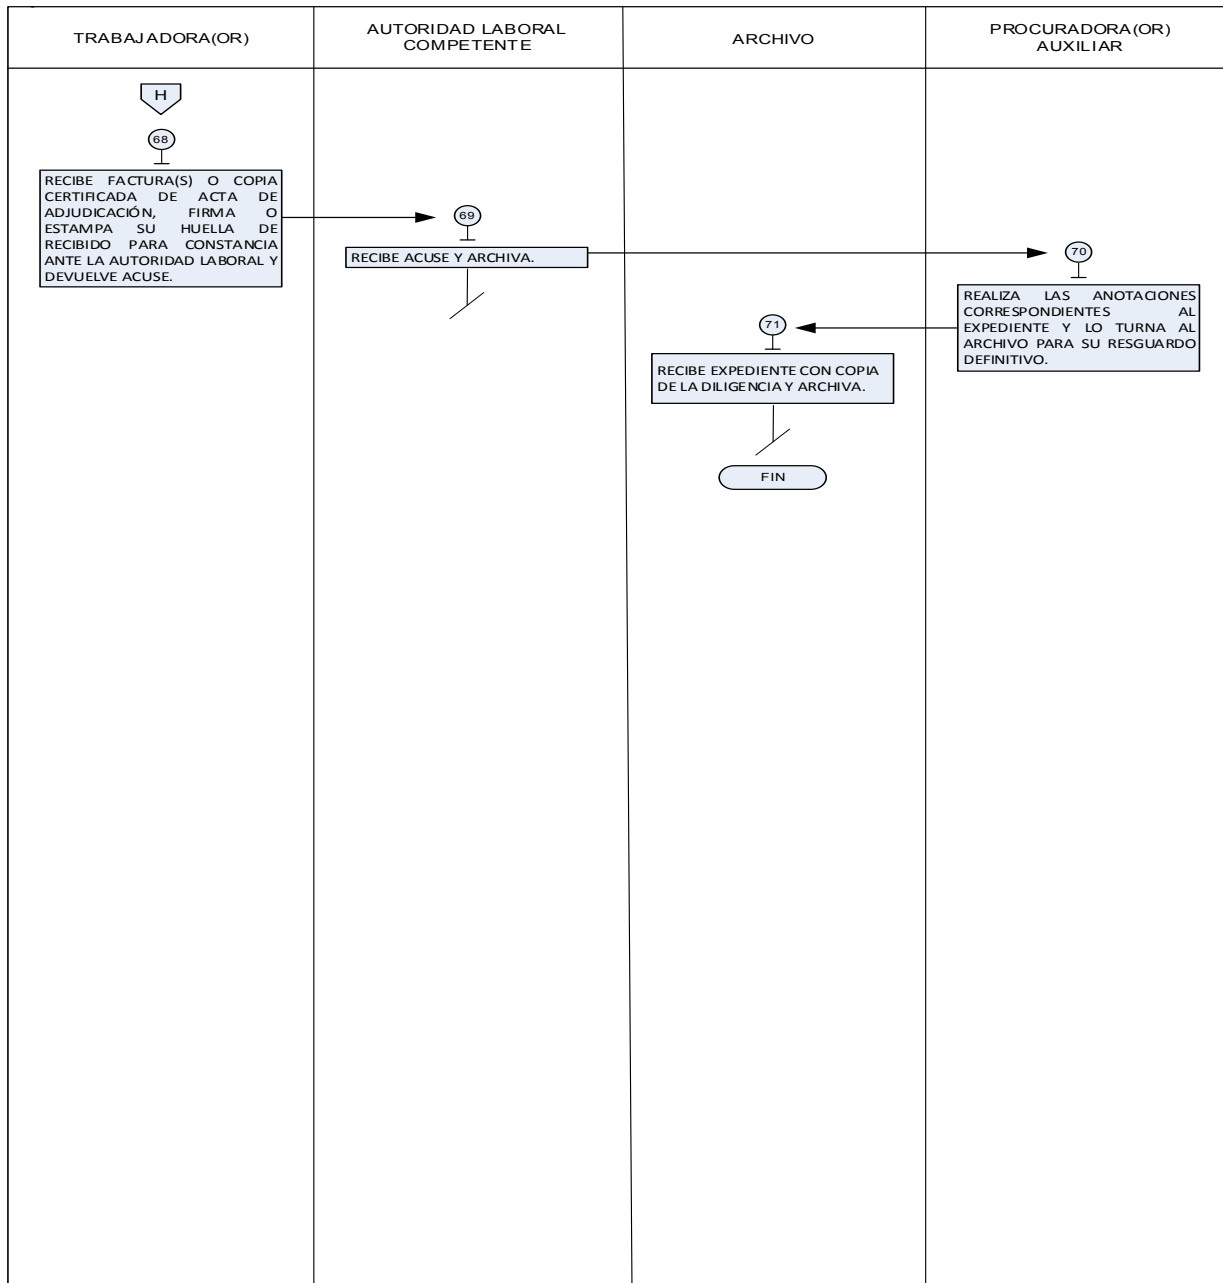 TRABAJADORA(OR)
AUTORIDAD LABORAL
COMPETENTE
ARCHIVO
PROCURADORA(OR)
AUXILIAR
H
68
RECIBE FACTURA(S) O COPIA
CERTIFICADA DE ACTA DE
ADJUDICACIÓN, FIRMA O
ESTAMPA SU HUELLA DE
RECIBIDO PARA CONSTANCIA
ANTE LA AUTORIDAD LABORAL Y
DEVUELVE ACUSE.
69
RECIBE ACUSE Y ARCHIVA.
70
REALIZA LAS ANOTACIONES
CORRESPONDIENTES AL
EXPEDIENTE Y LO TURNA AL
ARCHIVO PARA SU RESGUARDO
DEFINITIVO.
71
RECIBE EXPEDIENTE CON COPIA
DE LA DILIGENCIA Y ARCHIVA.
FIN